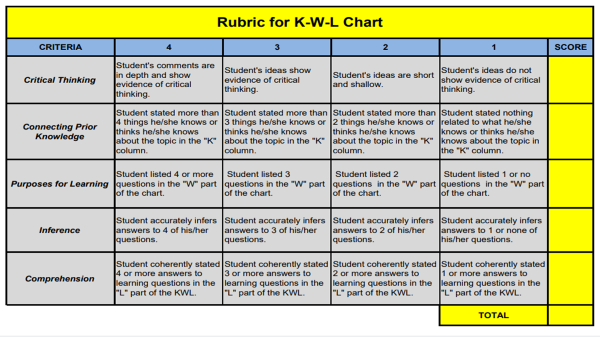 Rubric for K-W-L Chart
CRITERIA 4 3 2 1 SCORE
Critical Thinking
Student's comments are
in depth and show
evidence of critical
thinking.
Student's ideas show
evidence of critical
thinking.
Student's ideas are short
and shallow.
Student's ideas do not
show evidence of critical
thinking.
Connecting Prior
Knowledge
Student stated more than
4 things he/she knows or
thinks he/she knows
about the topic in the "K"
column.
Student stated more than
3 things he/she knows or
thinks he/she knows
about the topic in the "K"
column.
Student stated more than
2 things he/she knows or
thinks he/she knows
about the topic in the "K"
column.
Student stated nothing
related to what he/she
knows or thinks he/she
knows about the topic in
the "K" column.
Purposes for Learning
Student listed 4 or more
questions in the "W" part
of the chart.
Student listed 3
questions in the "W" part
of the chart.
Student listed 2
questions in the "W" part
of the chart.
Student listed 1 or no
questions in the "W" part
of the chart.
Inference
Student accurately infers
answers to 4 of his/her
questions.
Student accurately infers
answers to 3 of his/her
questions.
Student accurately infers
answers to 2 of his/her
questions.
Student accurately infers
answers to 1 or none of
his/her questions.
Comprehension
Student coherently stated
4 or more answers to
learning questions in the
"L" part of the KWL.
Student coherently stated
3 or more answers to
learning questions in the
"L" part of the KWL.
Student coherently stated
2 or more answers to
learning questions in the
"L" part of the KWL.
Student coherently stated
1 or more answers to
learning questions in the
"L" part of the KWL.
TOTAL